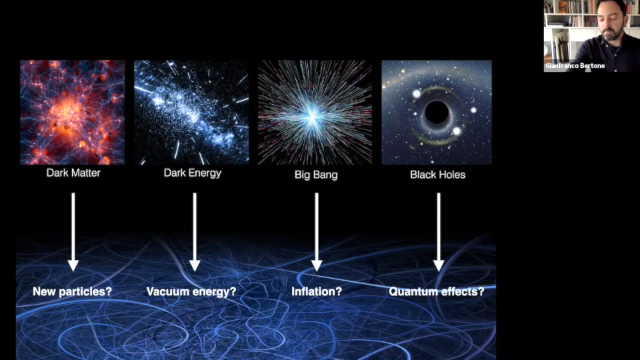 Gianfranco Bertone
Dark Matter
Dark Energy
Big Bang
Black Holes
New particles?
Vacuum energy?
Inflation?
Quantum effects?